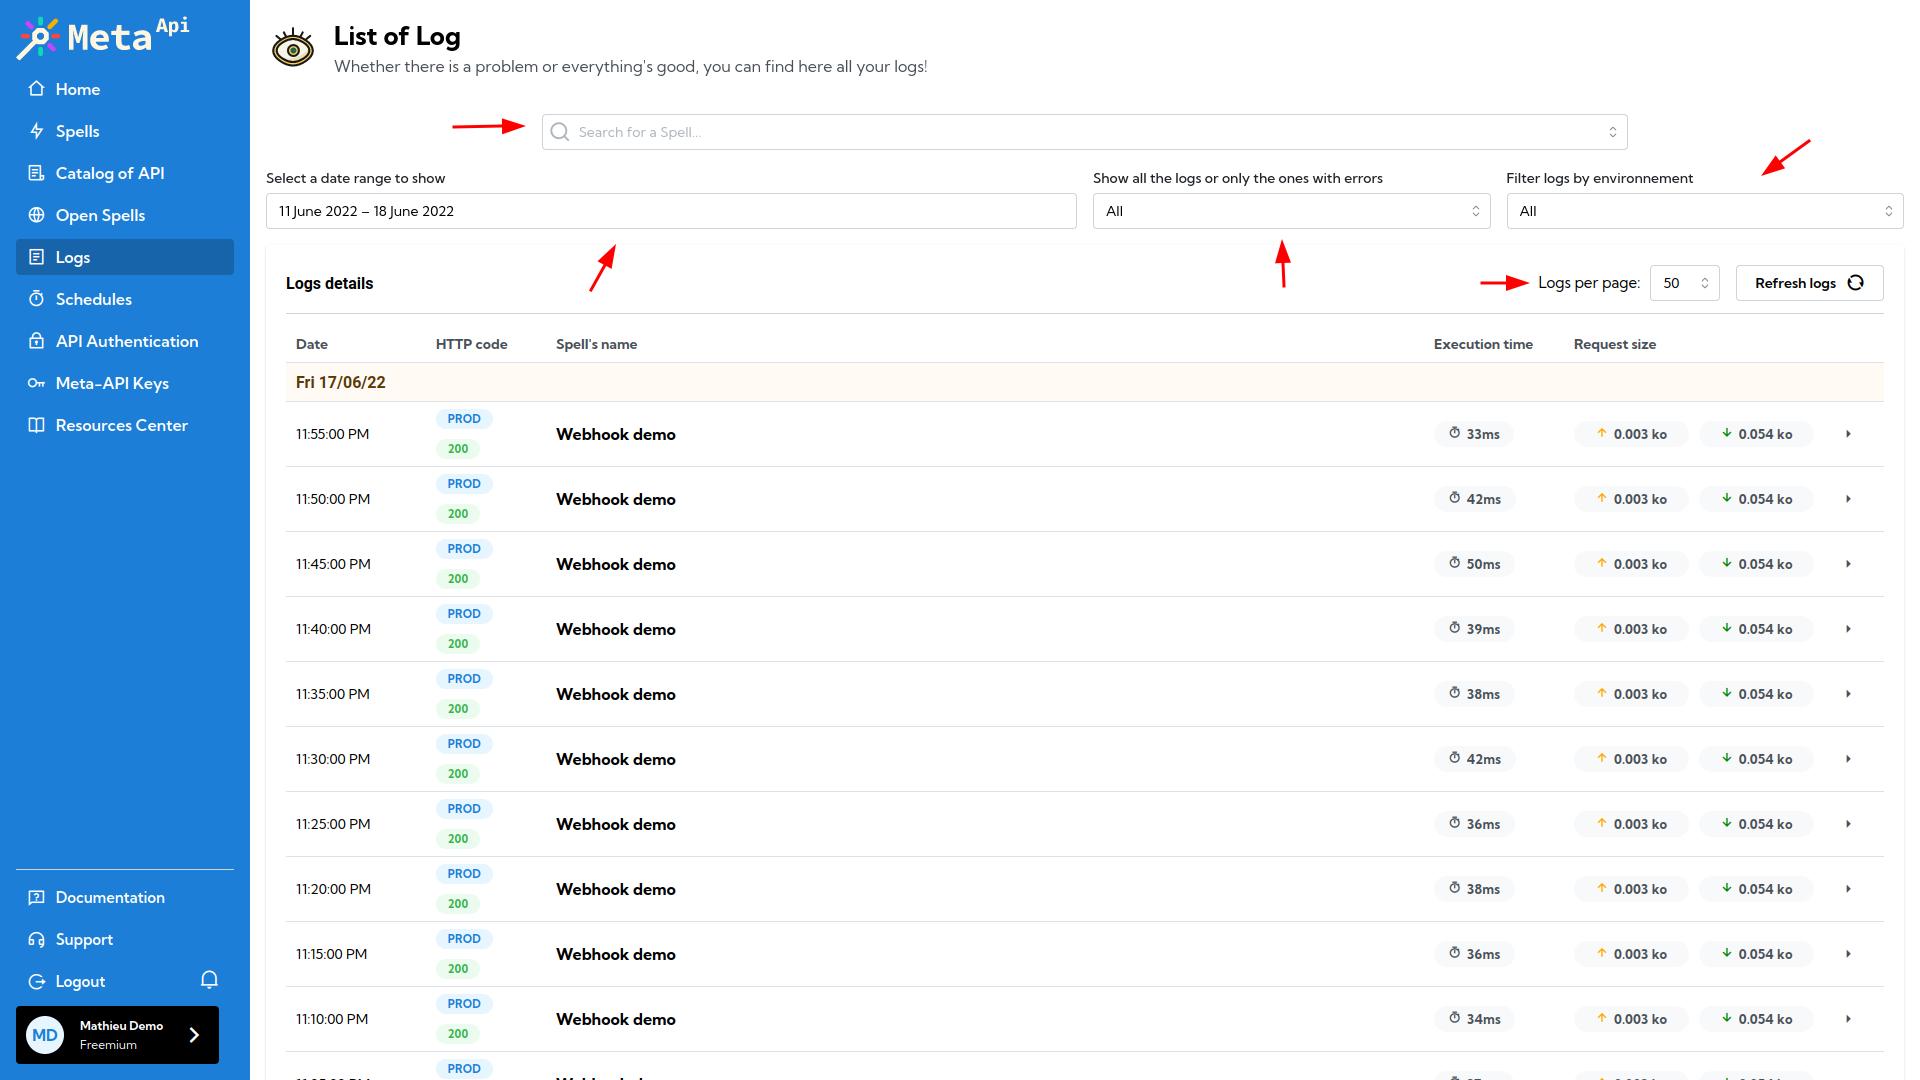 Meta Api
Home
Spells
Catalog of API
Open Spells
Logs
Schedules
API Authentication
Meta-API Keys
Resources Center
Documentation
Support
Logout
MD
Mathieu Demo
Freemium
List of Log
Whether there is a problem or everything's good, you can find here all your logs!
Search for a Spell...
Select a date range to show
11 June 2022 – 18 June 2022
Show all the logs or only the ones with errors
All
Filter logs by environnement
All
Logs details
Logs per page: 50 Refresh logs
Date HTTP code Spell's name Execution time Request size
Fri 17/06/22
11:55:00 PM PROD 200 Webhook demo 33ms 0.003 ko 0.054 ko
11:50:00 PM PROD 200 Webhook demo 42ms 0.003 ko 0.054 ko
11:45:00 PM PROD 200 Webhook demo 50ms 0.003 ko 0.054 ko
11:40:00 PM PROD 200 Webhook demo 39ms 0.003 ko 0.054 ko
11:35:00 PM PROD 200 Webhook demo 38ms 0.003 ko 0.054 ko
11:30:00 PM PROD 200 Webhook demo 42ms 0.003 ko 0.054 ko
11:25:00 PM PROD 200 Webhook demo 36ms 0.003 ko 0.054 ko
11:20:00 PM PROD 200 Webhook demo 38ms 0.003 ko 0.054 ko
11:15:00 PM PROD 200 Webhook demo 36ms 0.003 ko 0.054 ko
11:10:00 PM PROD 200 Webhook demo 34ms 0.003 ko 0.054 ko
PROD